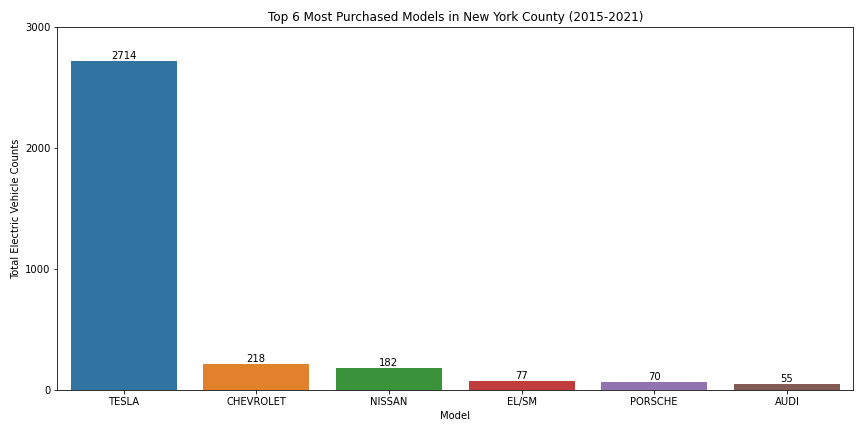 Top 6 Most Purchased Models in New York County (2015-2021)
Total Electric Vehicle Counts
3000
2000
1000
0
2714
218
182
77
70
55
TESLA
CHEVROLET
NISSAN
EL/SM
PORSCHE
AUDI
Model